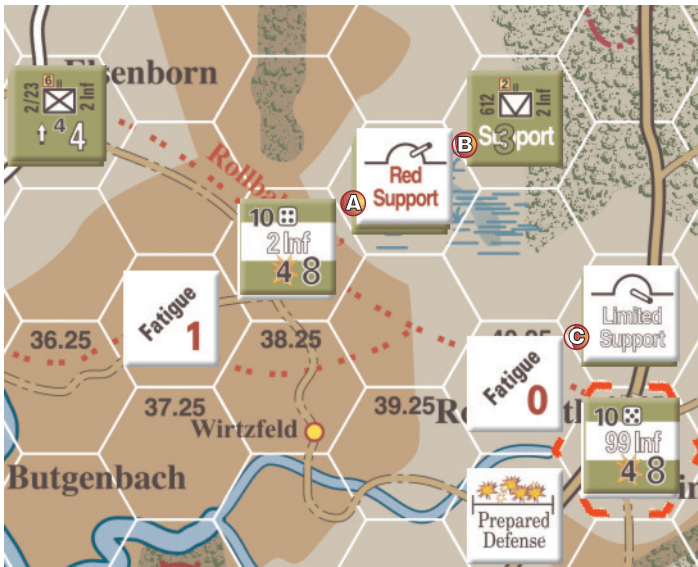 Elsenborn
6
2/23
2 Inf
4
4
2
612
2 Inf
Support
3
B
Red
Support
A
Rollba
10
2 Inf
4 8
Fatigue
1
Limited
Support
C
36.25
38.25
40.25
Fatigue
0
37.25
39.25
Wirtzfeld
10
99 Inf
4 8
Butgenbach
Prepared
Defense